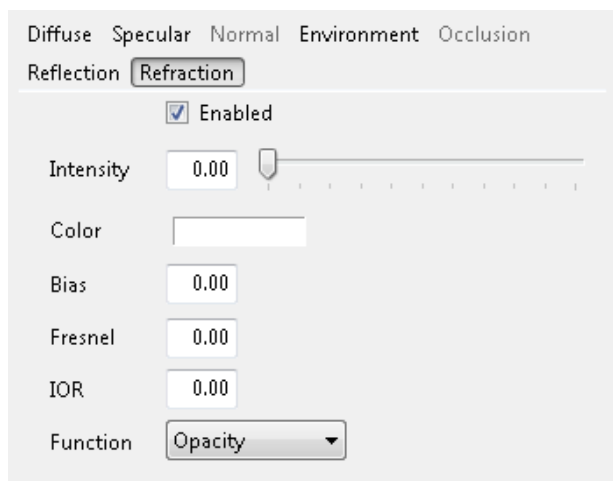 Diffuse Specular Normal Environment Occlusion
Reflection Refraction
Enabled
Intensity 0.00
Color
Bias 0.00
Fresnel 0.00
IOR 0.00
Function Opacity